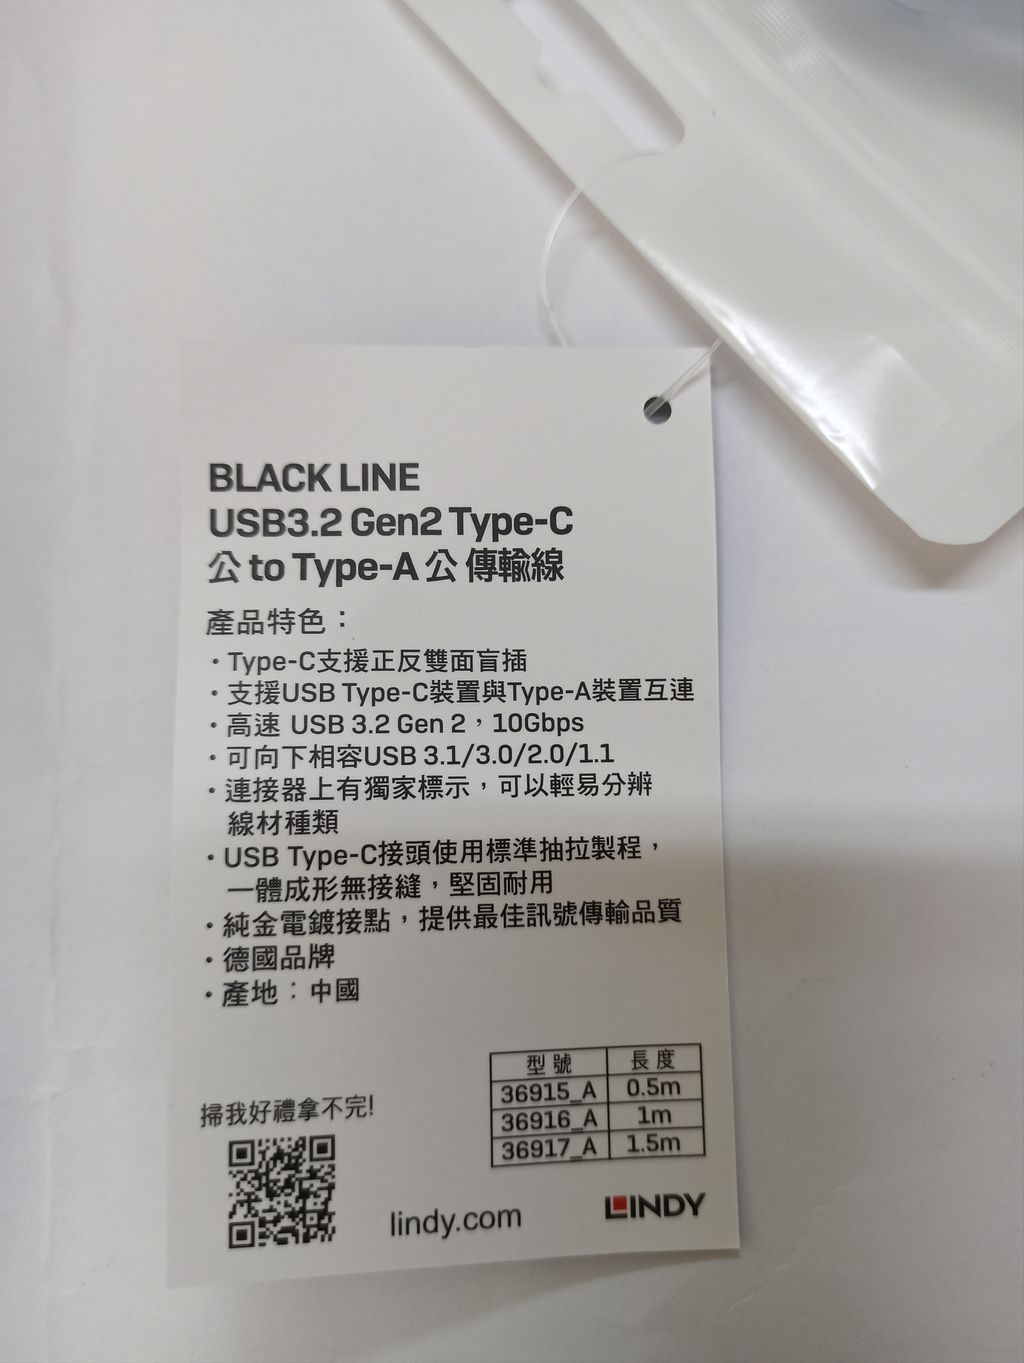 BLACK LINE
USB3.2 Gen2 Type-C
公 to Type-A 公 傳輸線
產品特色：
・Type-C支援正反雙面盲插
・支援USB Type-C裝置與Type-A裝置互連
・高速 USB 3.2 Gen 2，10Gbps
・可向下相容USB 3.1/3.0/2.0/1.1
・連接器上有獨家標示，可以輕易分辨
線材種類
・USB Type-C接頭使用標準抽拉製程，
一體成形無接縫，堅固耐用
・純金電鍍接點，提供最佳訊號傳輸品質
・德國品牌
・產地：中國
型號 長度
36915_A 0.5m
36916_A 1m
36917_A 1.5m
掃我好禮拿不完!
lindy.com
LINDY